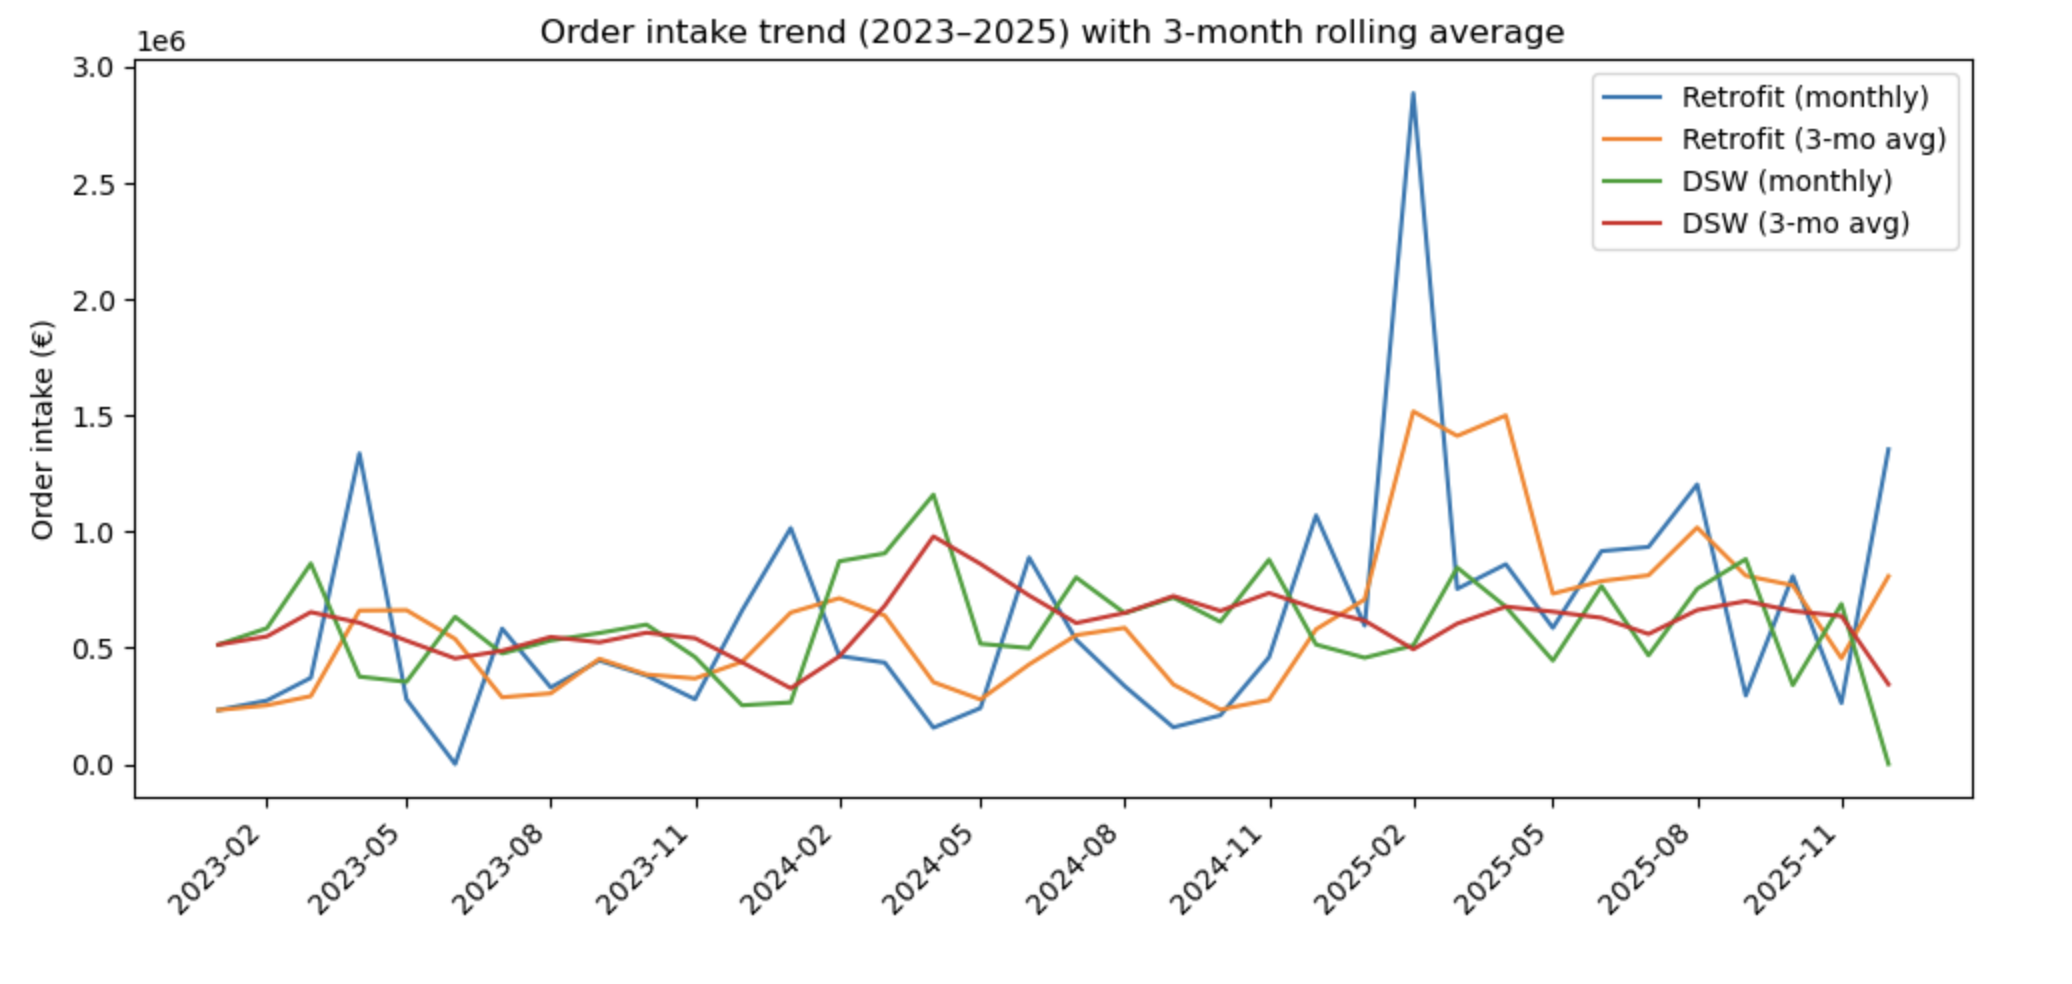 Order intake trend (2023–2025) with 3-month rolling average
1e6
3.0
2.5
2.0
1.5
1.0
0.5
0.0
Order intake (€)
Retrofit (monthly)
Retrofit (3-mo avg)
DSW (monthly)
DSW (3-mo avg)
2023-02
2023-05
2023-08
2023-11
2024-02
2024-05
2024-08
2024-11
2025-02
2025-05
2025-08
2025-11